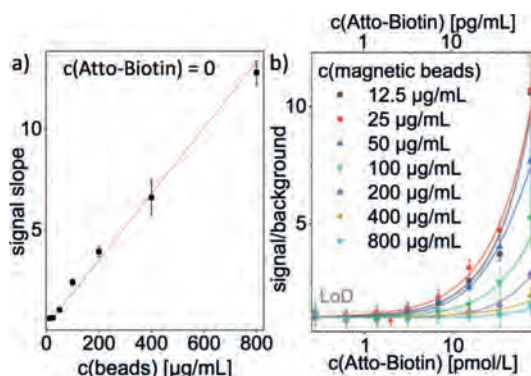 a)
c(Atto-Biotin) = 0
signal slope
10
5
0 200 400 600 800
c(beads) [µg/mL]
b)
c(Atto-Biotin) [pg/mL]
1 10
c(magnetic beads)
12.5 µg/mL
25 µg/mL
50 µg/mL
100 µg/mL
200 µg/mL
400 µg/mL
800 µg/mL
signal/background
10
5
LoD
1 10
c(Atto-Biotin) [pmol/L]